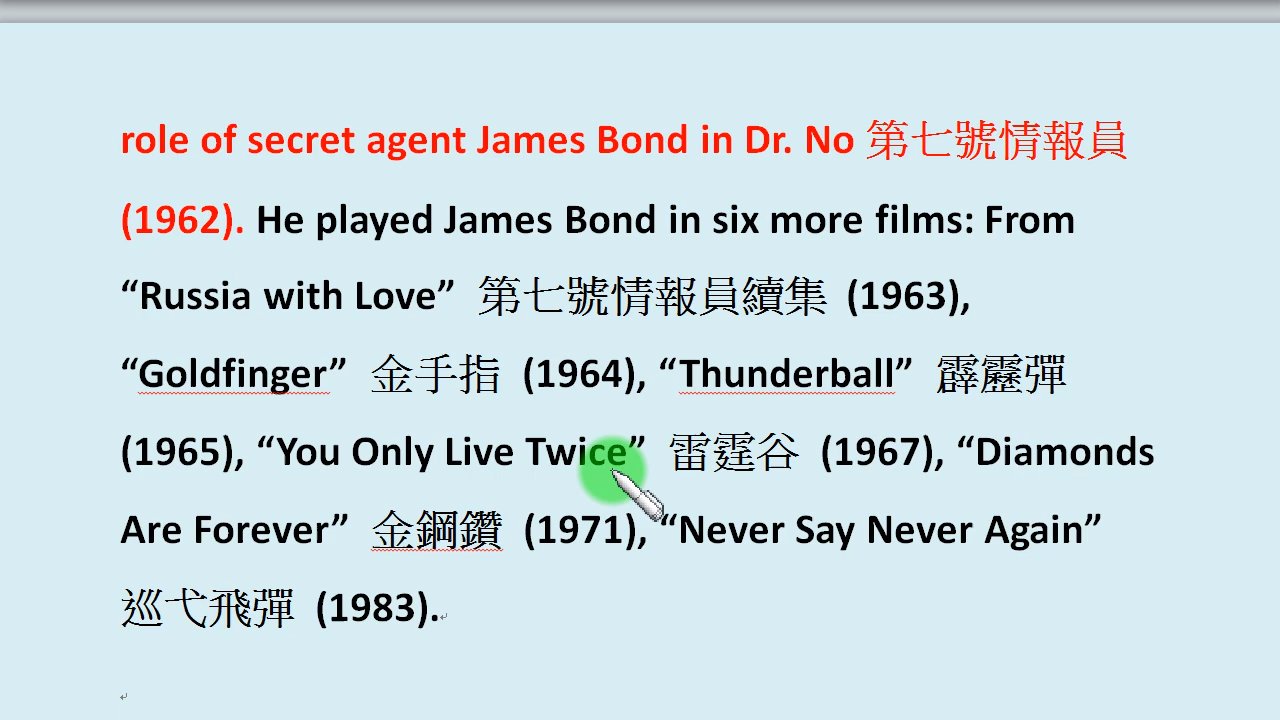 role of secret agent James Bond in Dr. No 第七號情報員
(1962). He played James Bond in six more films: From
“Russia with Love” 第七號情報員續集 (1963),
“Goldfinger” 金手指 (1964), “Thunderball” 霹靂彈
(1965), “You Only Live Twice” 雷霆谷 (1967), “Diamonds
Are Forever” 金鋼鑽 (1971), “Never Say Never Again”
巡弋飛彈 (1983).